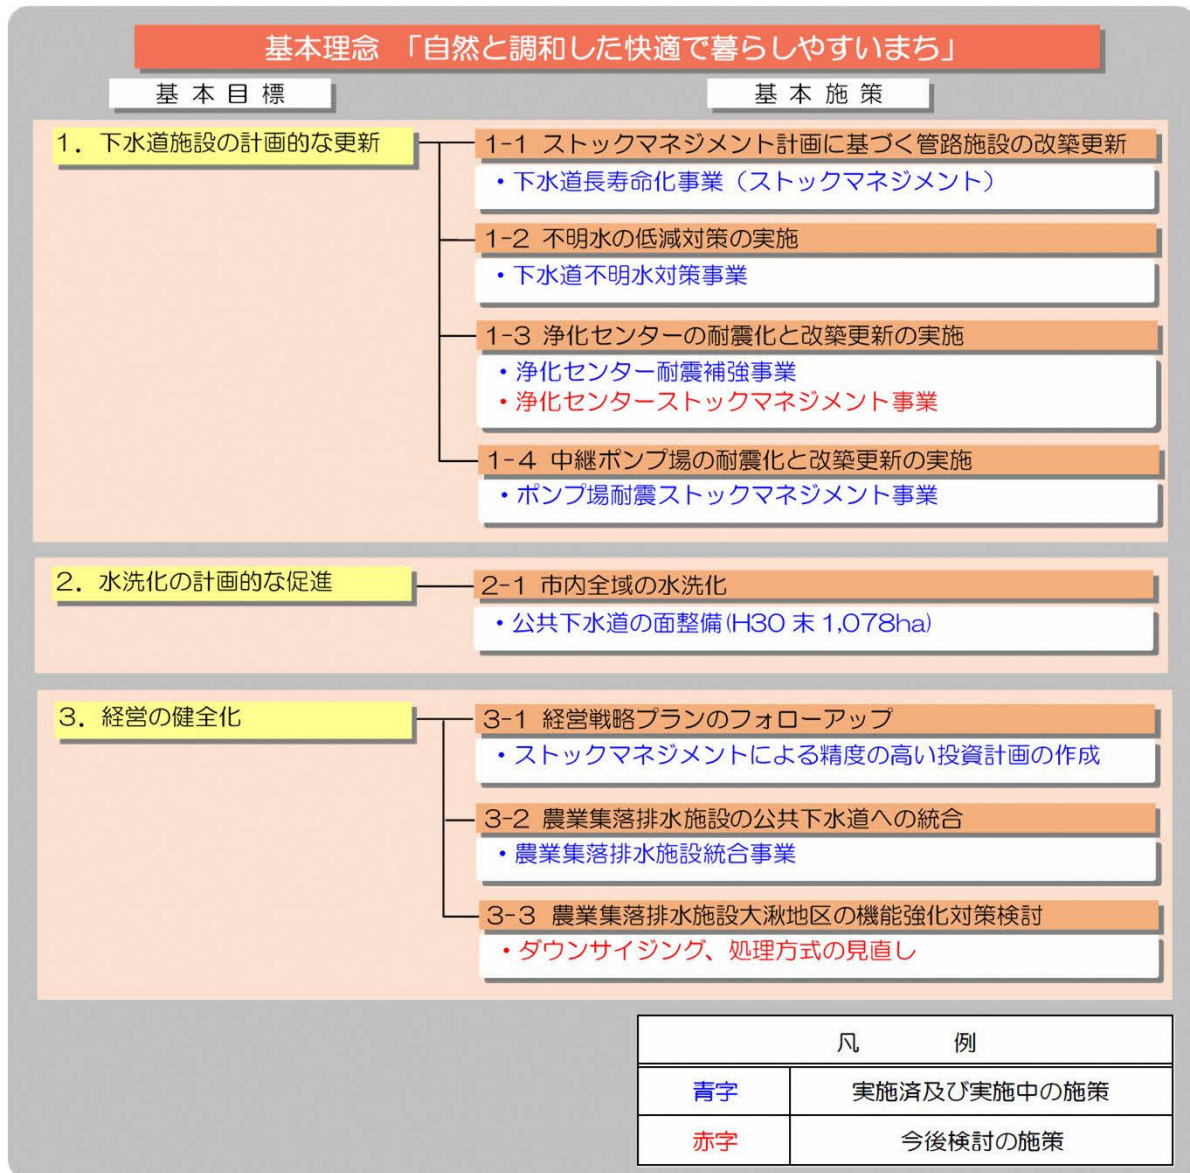 基本理念 「自然と調和した快適で暮らしやすいまち」
基本目標
基本施策
1．下水道施設の計画的な更新
1-1 ストックマネジメント計画に基づく管路施設の改築更新
・下水道長寿命化事業（ストックマネジメント）
1-2 不明水の低減対策の実施
・下水道不明水対策事業
1-3 浄化センターの耐震化と改築更新の実施
・浄化センター耐震補強事業
・浄化センターストックマネジメント事業
1-4 中継ポンプ場の耐震化と改築更新の実施
・ポンプ場耐震ストックマネジメント事業
2．水洗化の計画的な促進
2-1 市内全域の水洗化
・公共下水道の面整備(H30 末 1,078ha)
3．経営の健全化
3-1 経営戦略プランのフォローアップ
・ストックマネジメントによる精度の高い投資計画の作成
3-2 農業集落排水施設の公共下水道への統合
・農業集落排水施設統合事業
3-3 農業集落排水施設大湫地区の機能強化対策検討
・ダウンサイジング、処理方式の見直し
凡例
青字 実施済及び実施中の施策
赤字 今後検討の施策